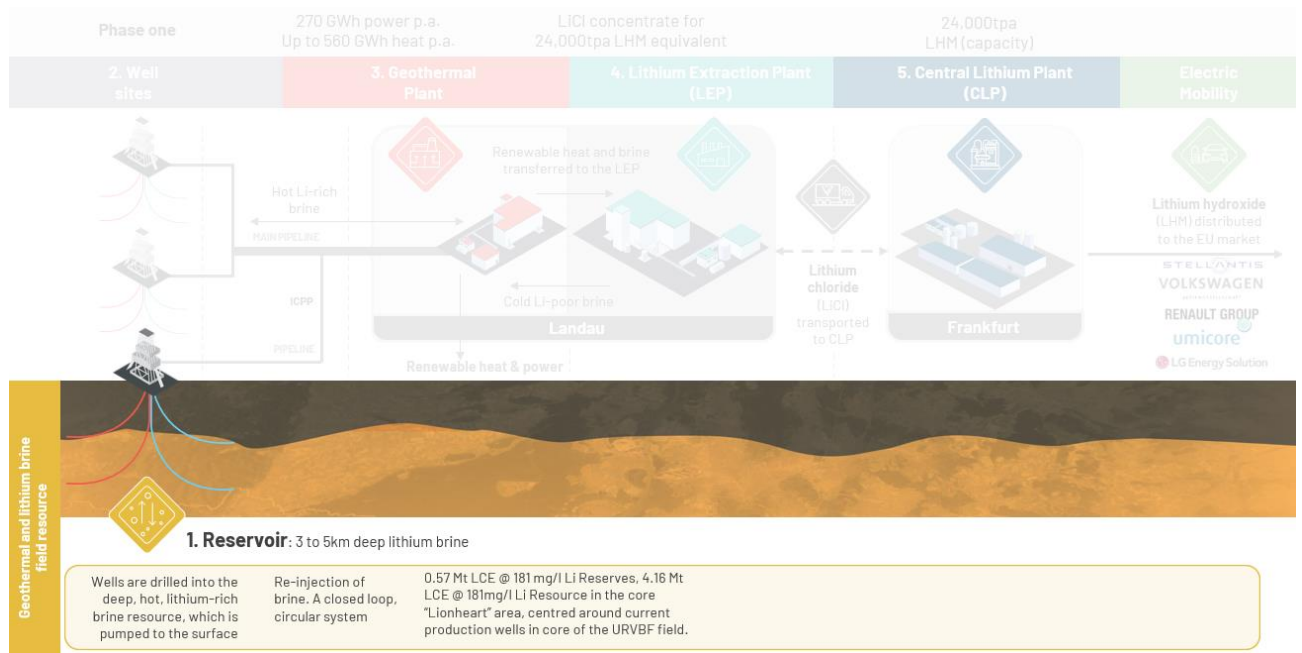 Phase one
270 GWh power p.a.
Up to 560 GWh heat p.a.
LiCl concentrate for
24,000tpa LHM equivalent
24,000tpa
LHM (capacity)
2. Well
sites
3. Geothermal
Plant
4. Lithium Extraction Plant
(LEP)
5. Central Lithium Plant
(CLP)
Electric
Mobility
Renewable heat and brine
transferred to the LEP
Hot Li-rich
brine
MAIN PIPELINE
ICPP
PIPELINE
Cold Li-poor brine
Landau
Renewable heat & power
Lithium
chloride
(LiCl)
transported
to CLP
Frankfurt
Lithium hydroxide
(LHM) distributed
to the EU market
STELLANTIS
VOLKSWAGEN
RENAULT GROUP
umicore
LG Energy Solution
Geothermal and lithium brine
field resource
1. Reservoir: 3 to 5km deep lithium brine
Wells are drilled into the
deep, hot, lithium-rich
brine resource, which is
pumped to the surface
Re-injection of
brine. A closed loop,
circular system
0.57 Mt LCE @ 181 mg/l Li Reserves, 4.16 Mt
LCE @ 181mg/l Li Resource in the core
"Lionheart" area, centred around current
production wells in core of the URVBF field.